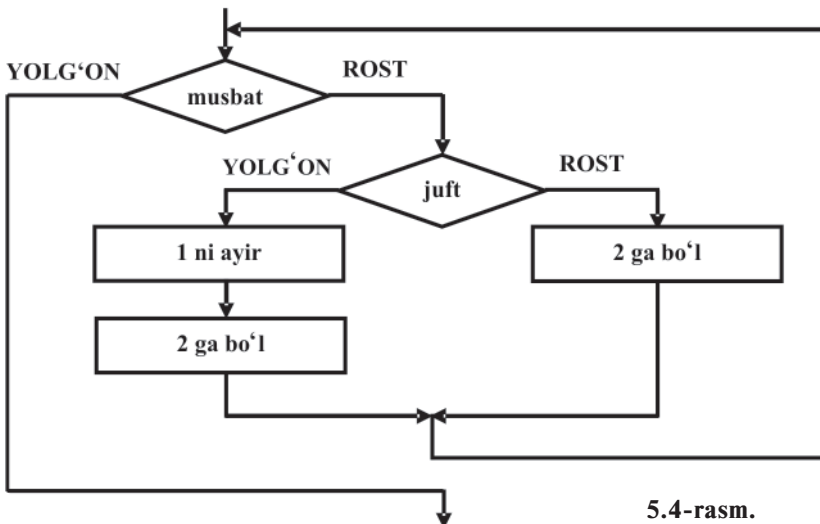 YOLG‘ON ROST
musbat
YOLG‘ON ROST
juft
1 ni ayir 2 ga bo‘l
2 ga bo‘l
5.4-rasm.